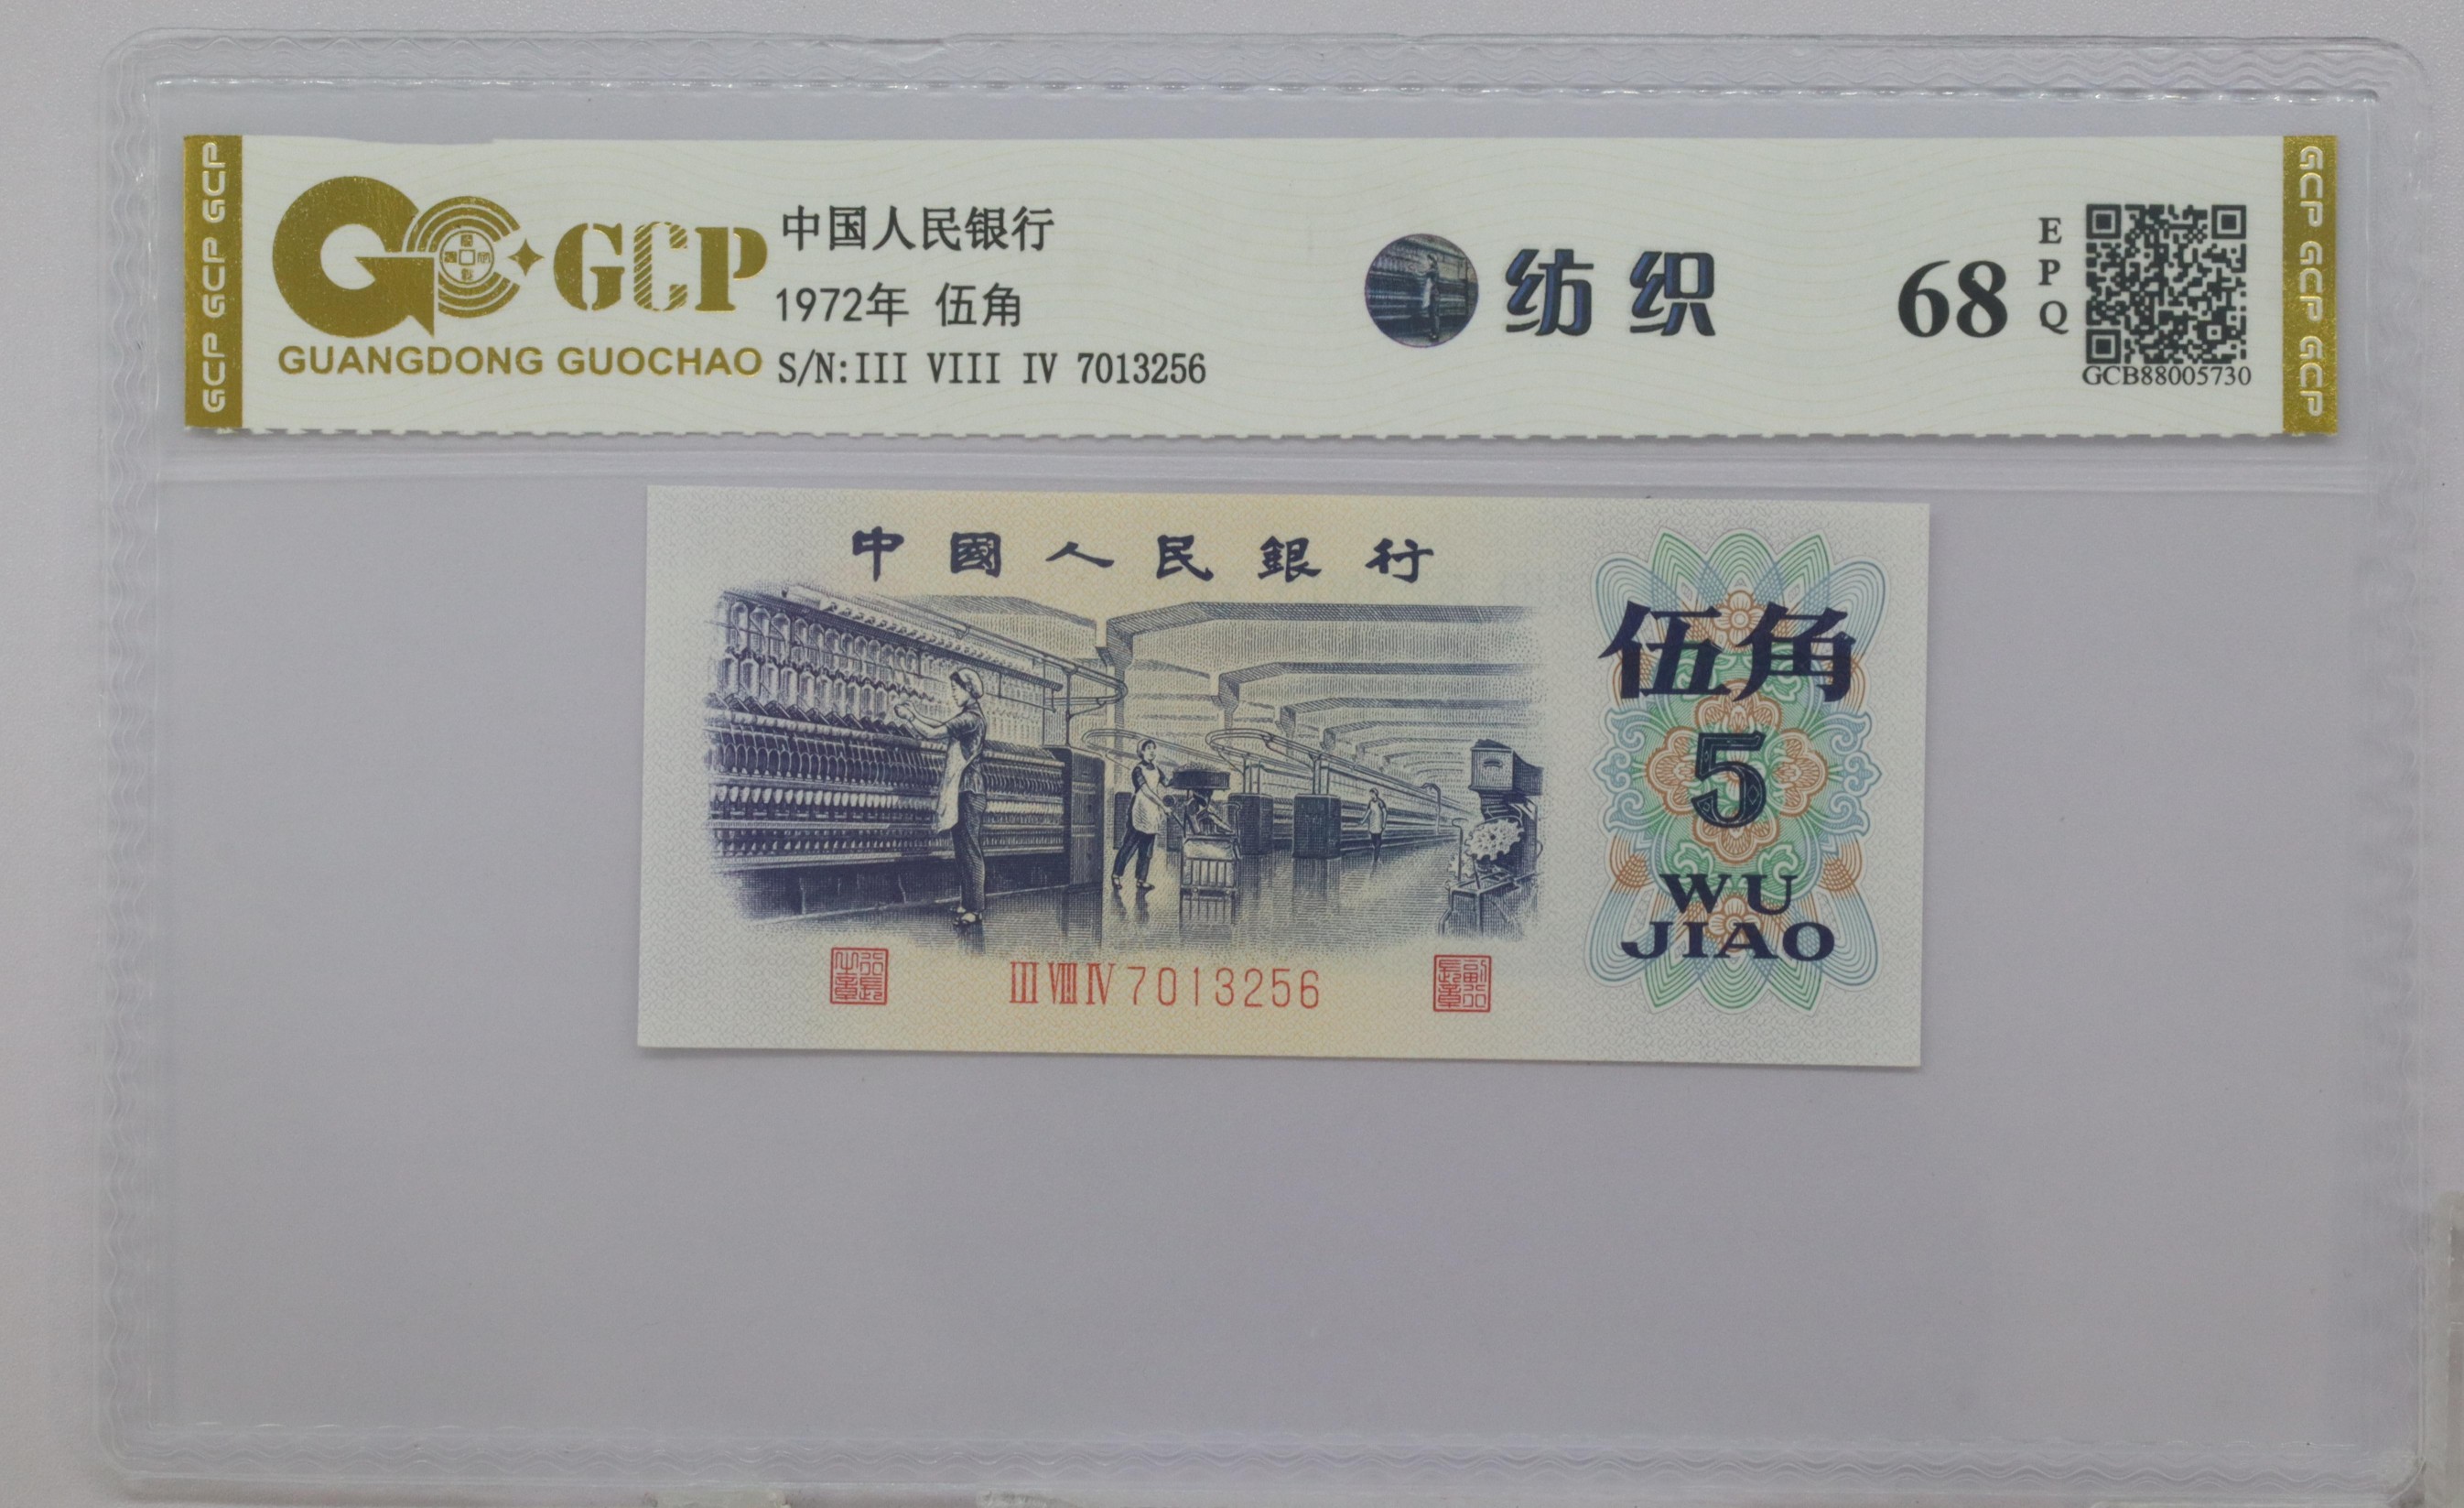 GCP GCP GCP
GCP
GUANGDONG GUOCHAO
中国人民银行
1972年 伍角
S/N:III VIII IV 7013256
纺织
68
EPQ
GCB88005730
GCP GCP GCP
中國人民銀行
伍角
5
WU
JIAO
III VIII IV 7013256